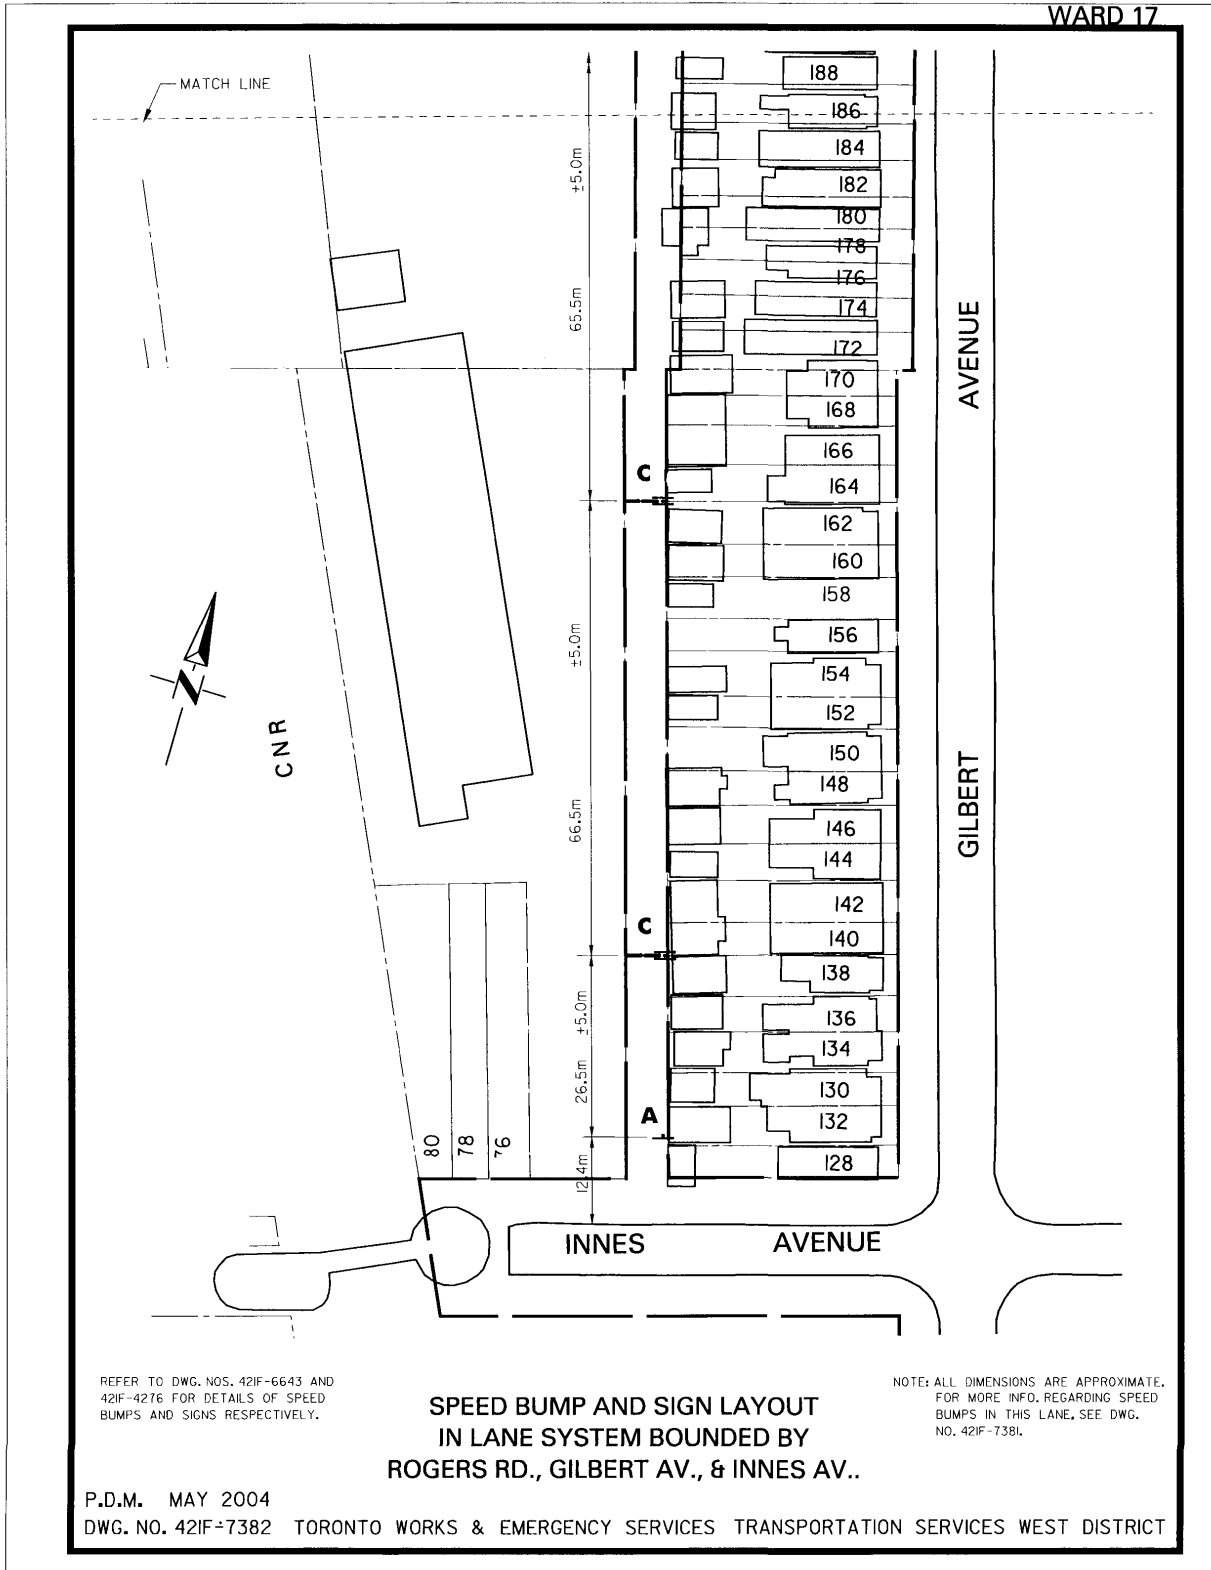 WARD 17
MATCH LINE
188
186
184
182
180
178
176
174
172
170
168
166
164
162
160
158
156
154
152
150
148
146
144
142
140
138
136
134
130
132
128
±5.0m
65.5m
±5.0m
66.5m
±5.0m
26.5m
12.4m
C
C
A
N
CNR
80
78
76
AVENUE
GILBERT
INNES AVENUE
REFER TO DWG. NOS. 421F-6643 AND
421F-4276 FOR DETAILS OF SPEED
BUMPS AND SIGNS RESPECTIVELY.
SPEED BUMP AND SIGN LAYOUT
IN LANE SYSTEM BOUNDED BY
ROGERS RD., GILBERT AV., & INNES AV..
NOTE: ALL DIMENSIONS ARE APPROXIMATE.
FOR MORE INFO. REGARDING SPEED
BUMPS IN THIS LANE, SEE DWG.
NO. 421F-7381.
P.D.M. MAY 2004
DWG. NO. 421F-7382 TORONTO WORKS & EMERGENCY SERVICES TRANSPORTATION SERVICES WEST DISTRICT